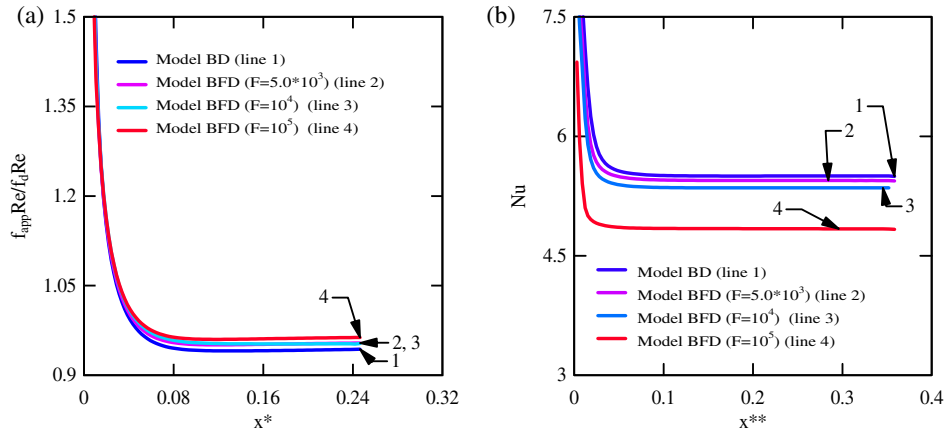 (a)
1.5
1.35
1.2
1.05
0.9
f_app Re/f_d Re
Model BD (line 1)
Model BFD (F=5.0*10^3) (line 2)
Model BFD (F=10^4) (line 3)
Model BFD (F=10^5) (line 4)
4
2, 3
1
0
0.08
0.16
0.24
0.32
x*
(b)
7.5
6
4.5
3
Nu
1
2
3
4
Model BD (line 1)
Model BFD (F=5.0*10^3) (line 2)
Model BFD (F=10^4) (line 3)
Model BFD (F=10^5) (line 4)
0
0.1
0.2
0.3
0.4
x**